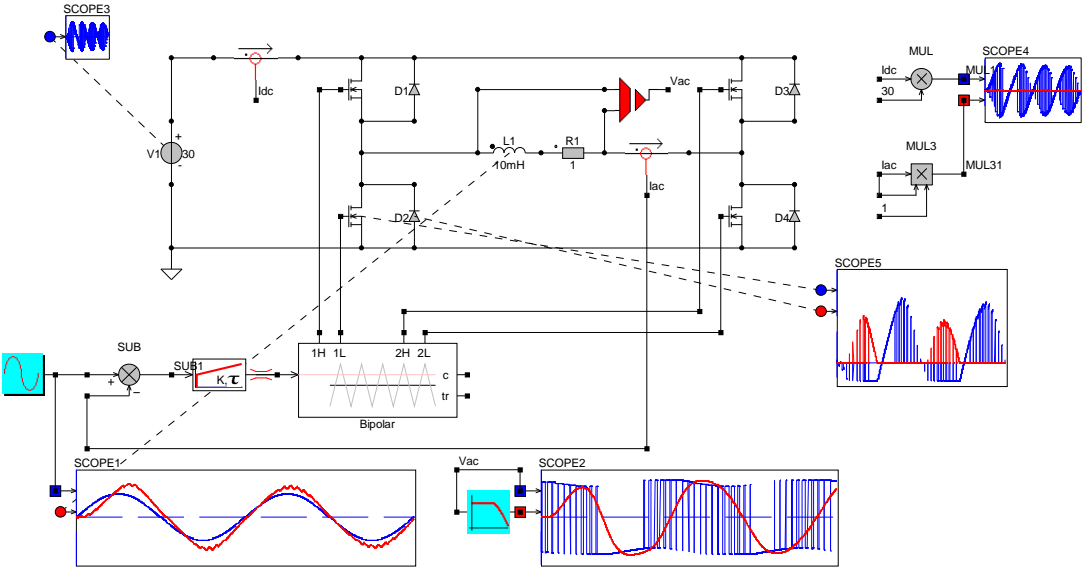 SCOPE3
Idc
V1
+
30
-
D1
D2
L1
10mH
R1
1
Vac
Iac
D3
D4
MUL
Idc
30
MUL1
SCOPE4
MUL3
Iac
1
MUL31
SCOPE5
SUB
+
−
SUB1
K, τ
1H 1L 2H 2L
c
tr
Bipolar
SCOPE1
Vac
SCOPE2